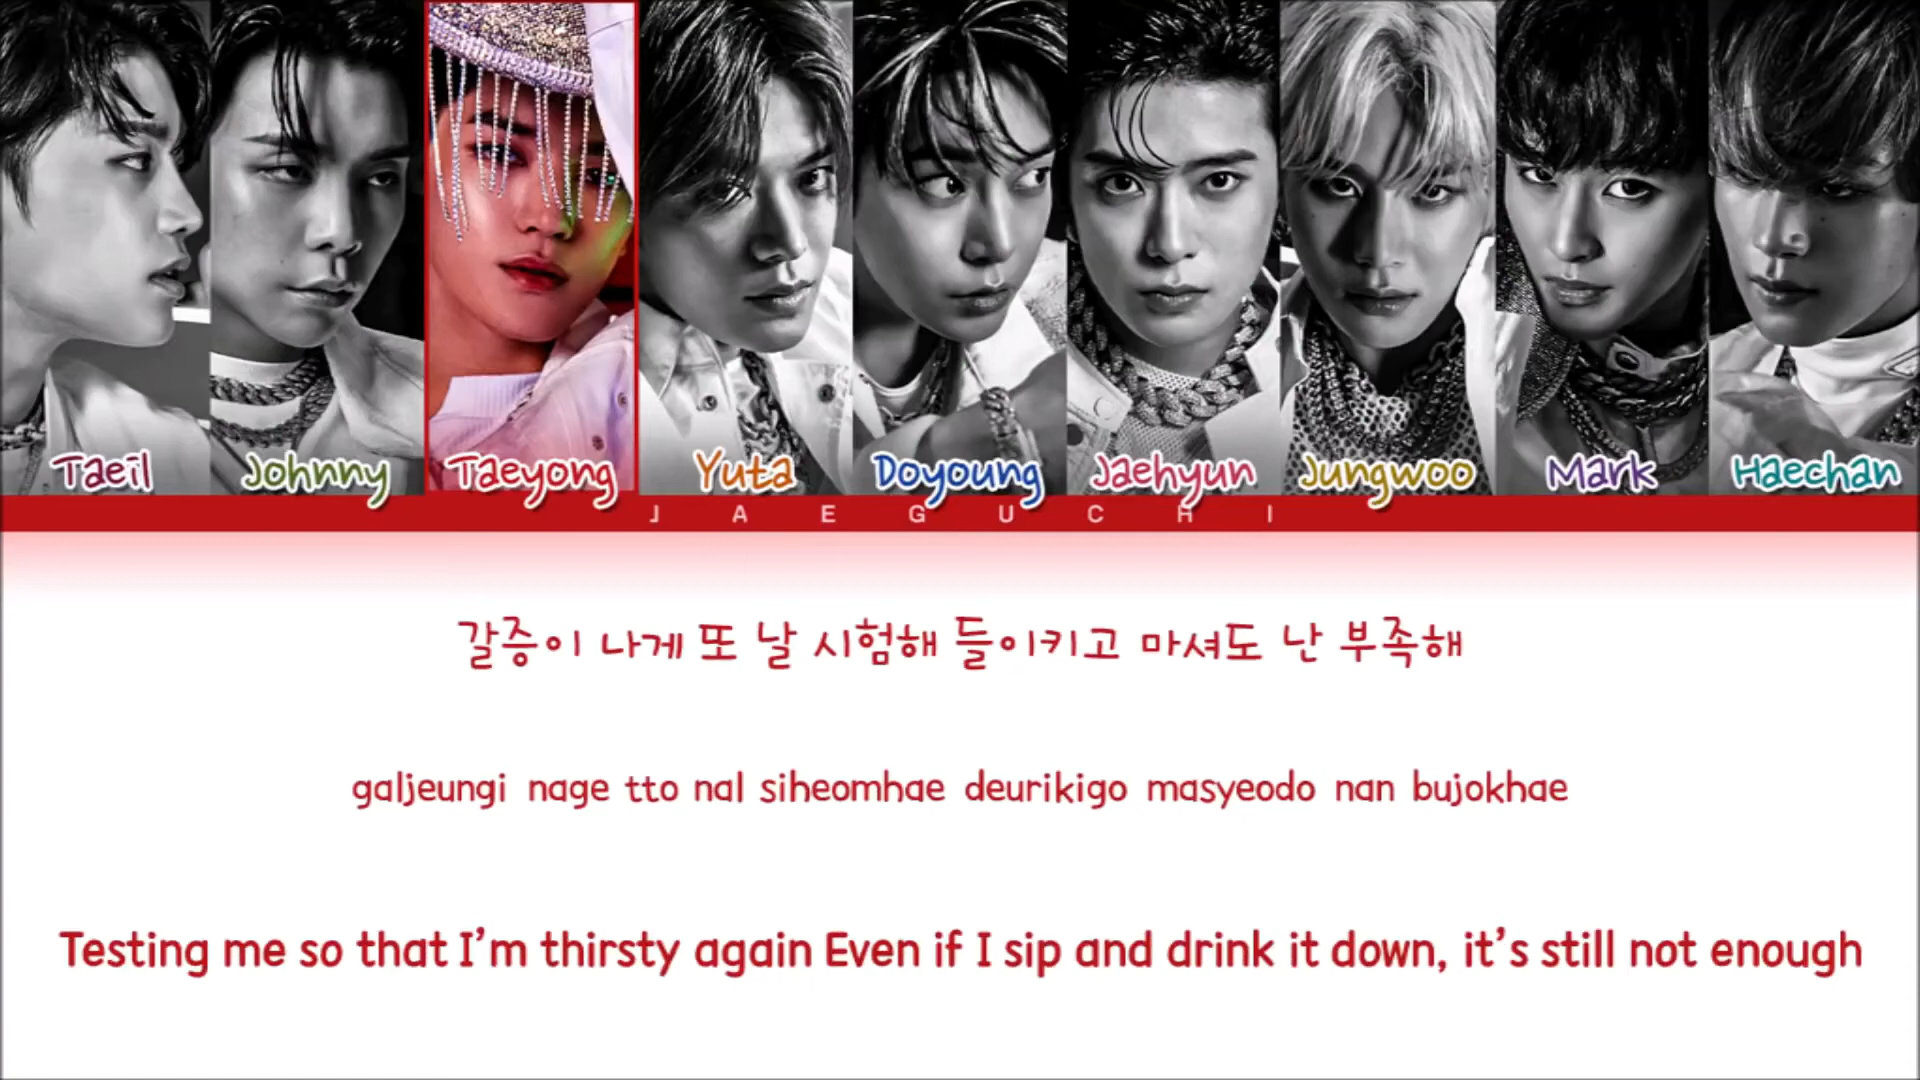 Taeil Johnny Taeyong Yuta Doyoung Jaehyun Jungwoo Mark Haechan
JAEGUCHI
갈증이 나게 또 날 시험해 들이키고 마셔도 난 부족해
galjeungi nage tto nal siheomhae deurikigo masyeodo nan bujokhae
Testing me so that I'm thirsty again Even if I sip and drink it down, it's still not enough